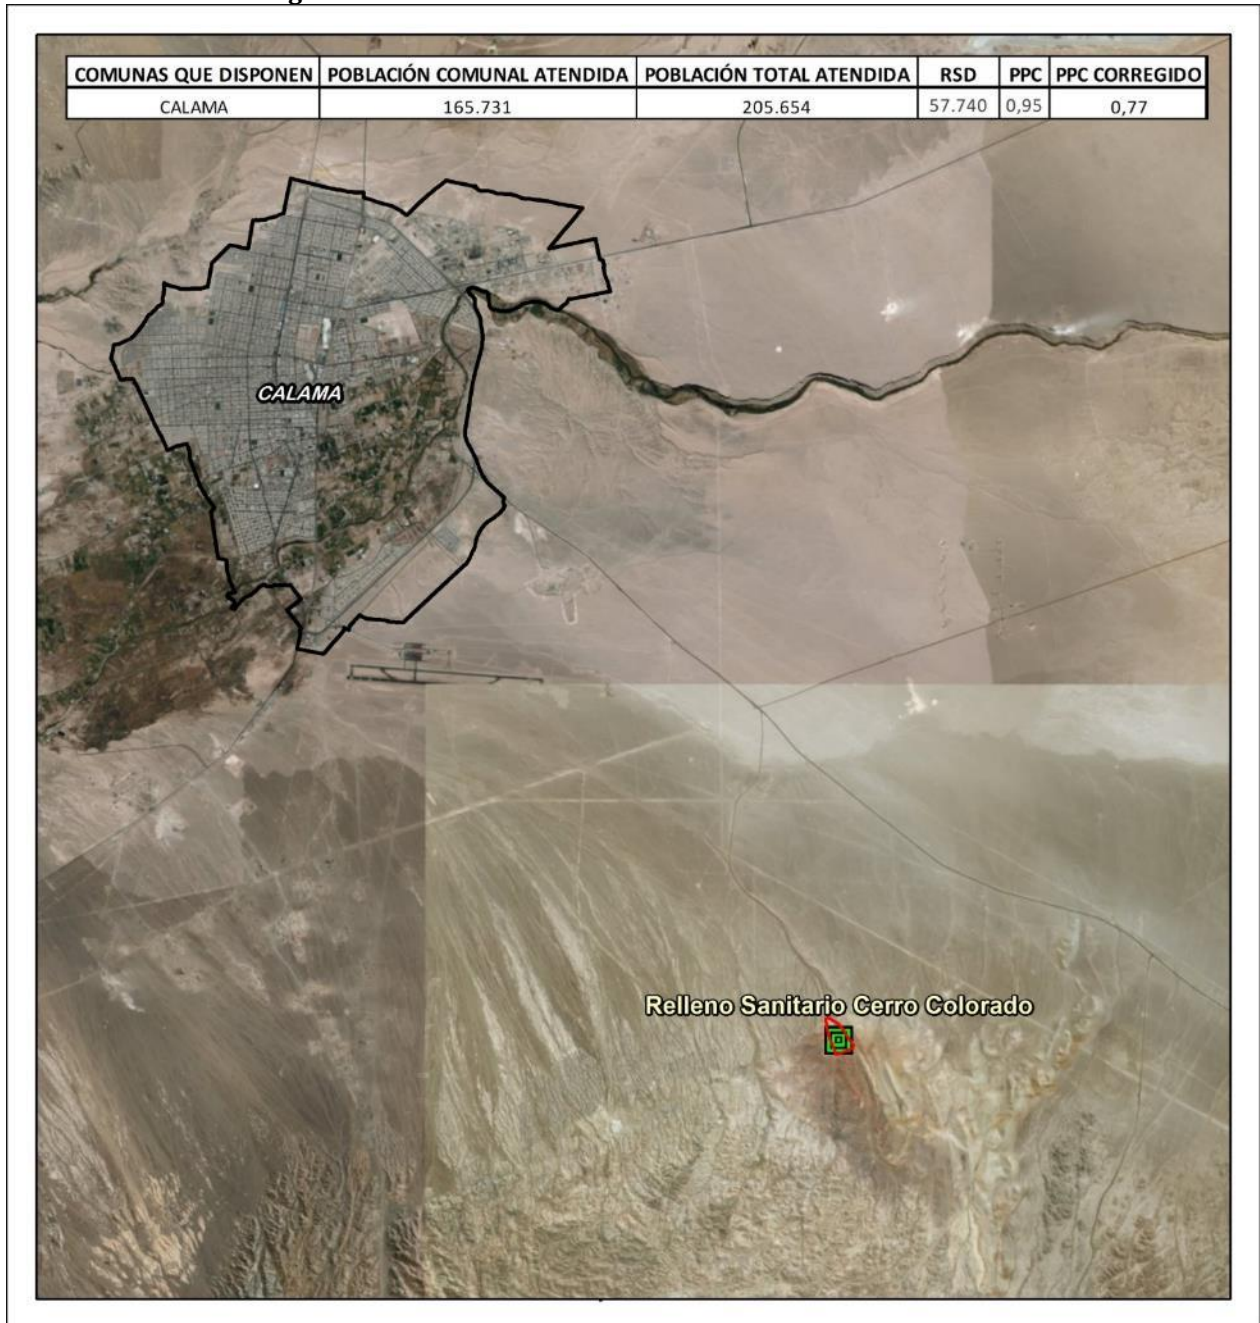 COMUNAS QUE DISPONEN POBLACIÓN COMUNAL ATENDIDA POBLACIÓN TOTAL ATENDIDA RSD PPC PPC CORREGIDO
CALAMA 165.731 205.654 57.740 0,95 0,77
CALAMA
Relleno Sanitario Cerro Colorado